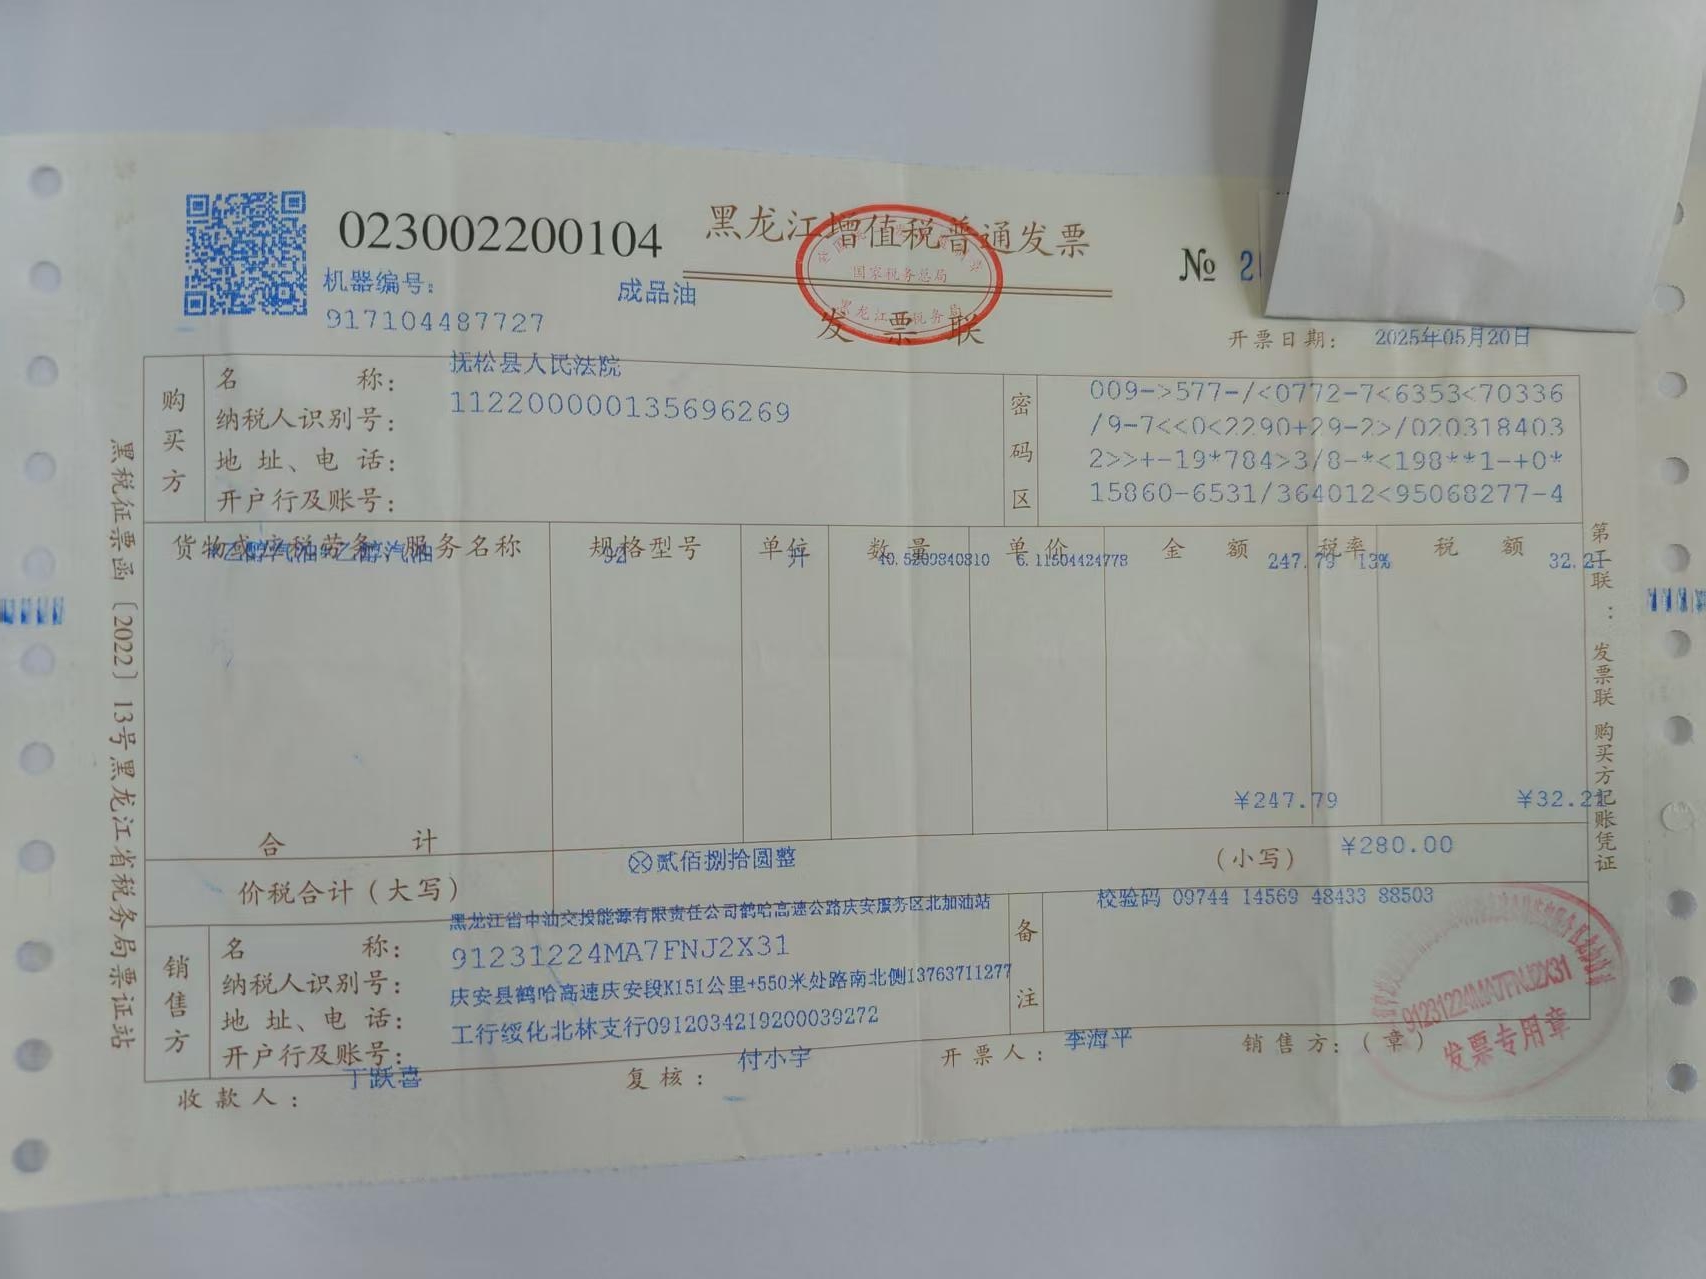 023002200104
黑龙江增值税普通发票
№ 2
机器编号:
917104487727
成品油
国家税务总局
发票联
开票日期: 2025年05月20日
购买方
名称: 抚松县人民法院
纳税人识别号: 112200000135696269
地址、电话:
开户行及账号:
密码区
009->577-/<0772-7<6353<70336
/9-7<<0<2290+29-2>/020318403
2>>+-19*784>3/8-*<198**1-+0*
15860-6531/364012<95068277-4
货物或应税劳务、服务名称 规格型号 单位 数量 单价 金额 税率 税额
92 升 6.11504424778 247.79 13% 32.21
合计 ¥247.79 ¥32.21
价税合计(大写) ⊗贰佰捌拾圆整 (小写) ¥280.00
销售方
名称: 黑龙江省中油交投能源有限责任公司鹤哈高速公路庆安服务区北加油站
纳税人识别号: 91231224MA7FNJ2X31
地址、电话: 庆安县鹤哈高速庆安段K151公里+550米处路南北侧13763711277
开户行及账号: 工行绥化北林支行0912034219200039272
备注
校验码 09744 14569 48433 88503
收款人: 丁跃喜
复核: 付小宇
开票人: 李海平
销售方:(章)
91231224MA7FNJ2X31
发票专用章
黑税征票函〔2022〕13号黑龙江省税务局票证站
第二联:发票联 购买方记账凭证